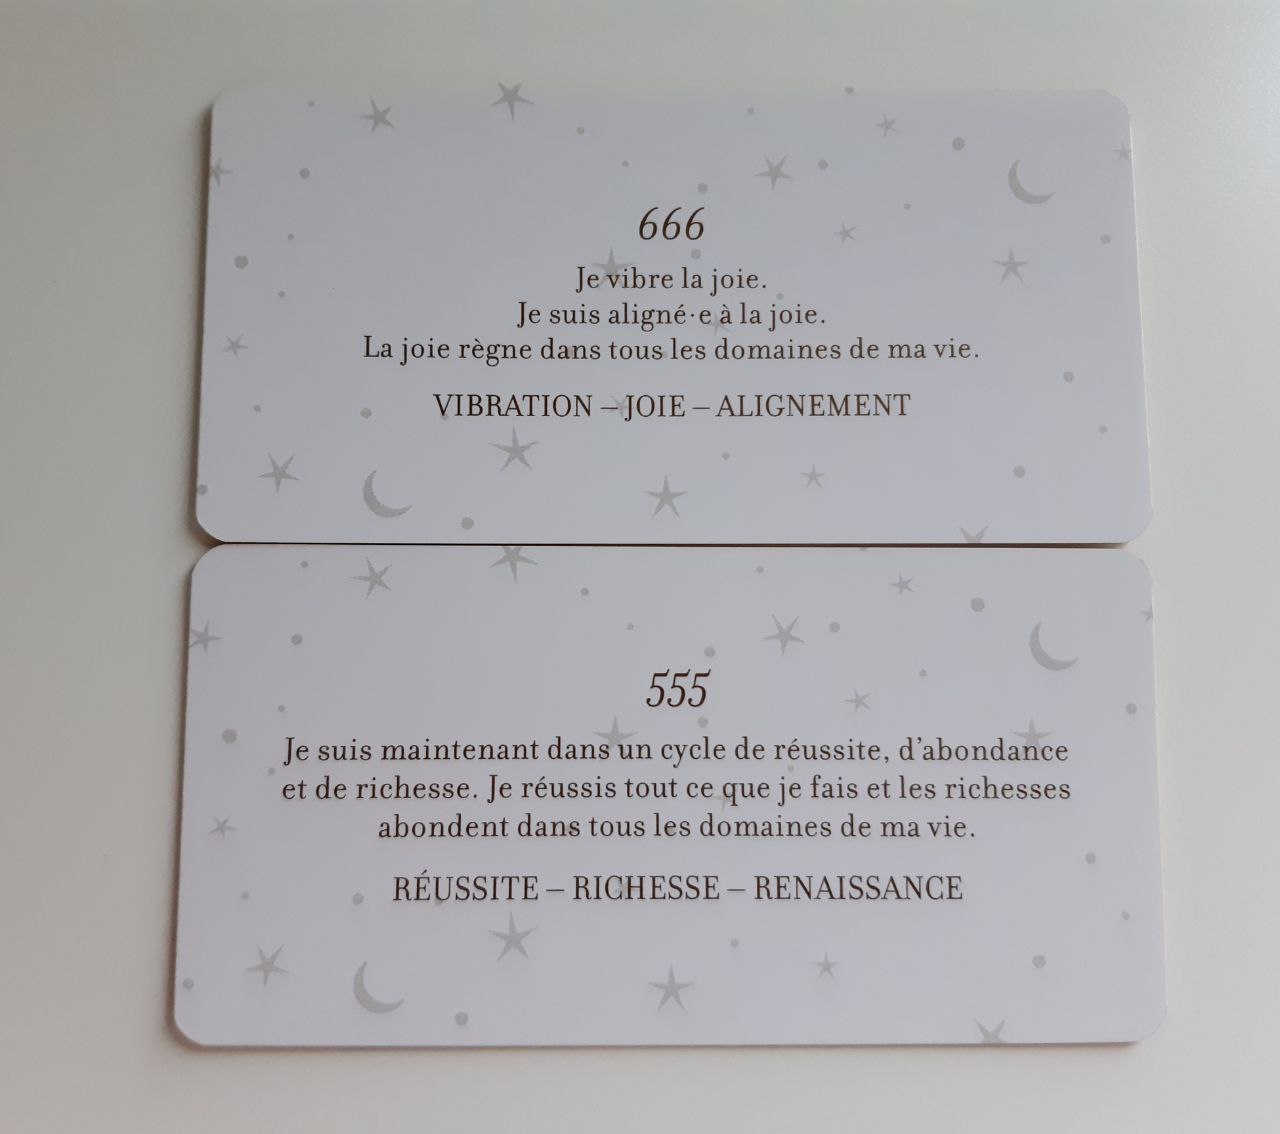 666
Je vibre la joie.
Je suis aligné·e à la joie.
La joie règne dans tous les domaines de ma vie.
VIBRATION – JOIE – ALIGNEMENT
555
Je suis maintenant dans un cycle de réussite, d’abondance
et de richesse. Je réussis tout ce que je fais et les richesses
abondent dans tous les domaines de ma vie.
RÉUSSITE – RICHESSE – RENAISSANCE